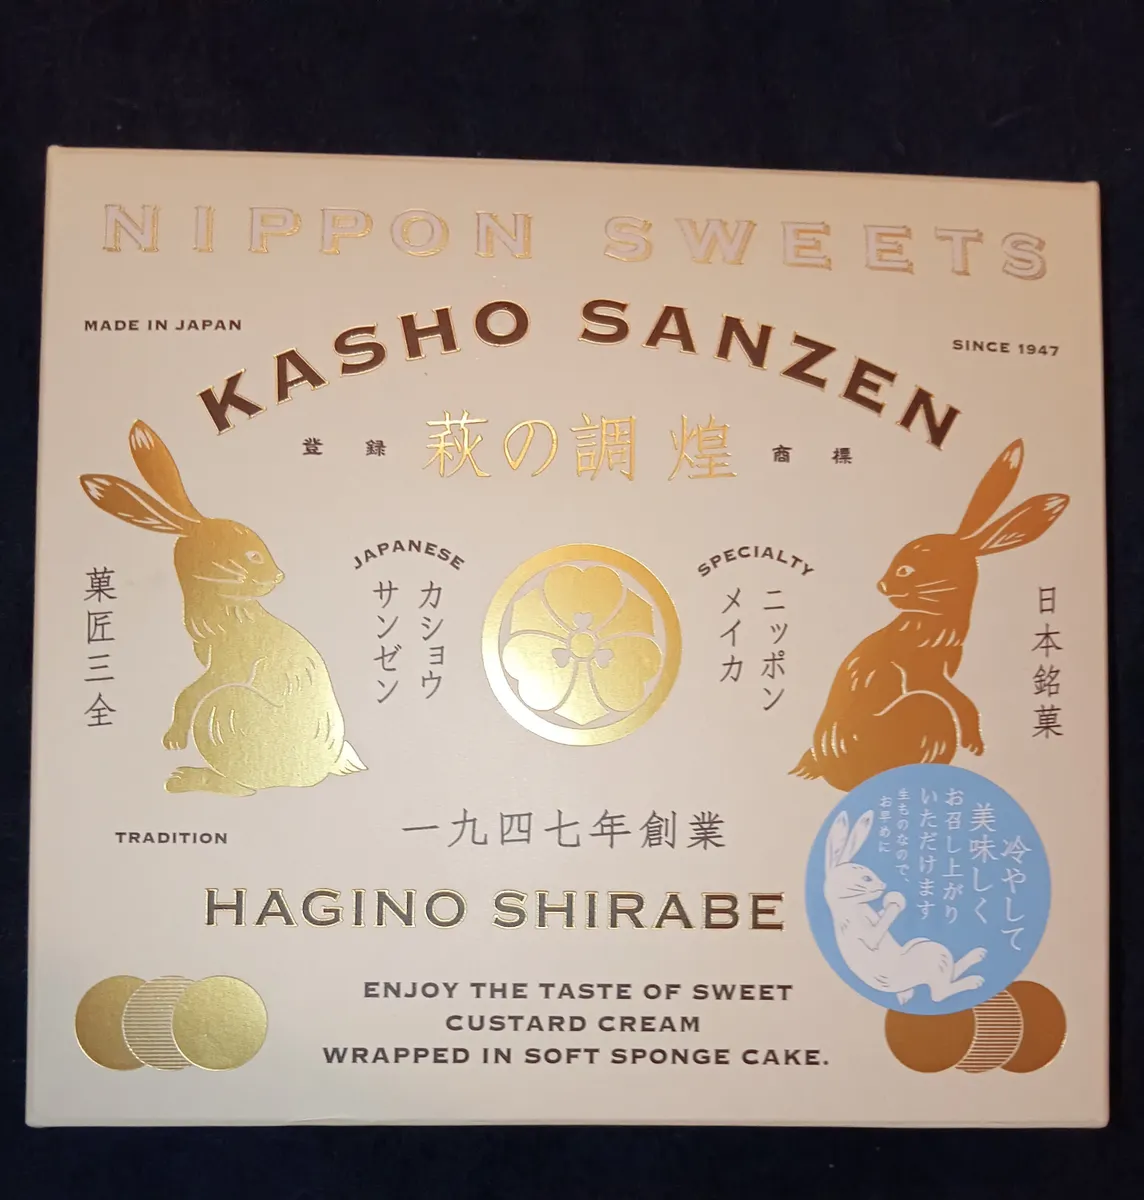 NIPPON SWEETS
MADE IN JAPAN
KASHO SANZEN
SINCE 1947
登録
萩の調 煌
商標
JAPANESE
カショウ
サンゼン
SPECIALTY
ニッポン
メイカ
菓匠三全
日本銘菓
TRADITION
一九四七年創業
HAGINO SHIRABE
冷やして
美味しく
お召し上がり
いただけます
生ものなので、
お早めに
ENJOY THE TASTE OF SWEET
CUSTARD CREAM
WRAPPED IN SOFT SPONGE CAKE.